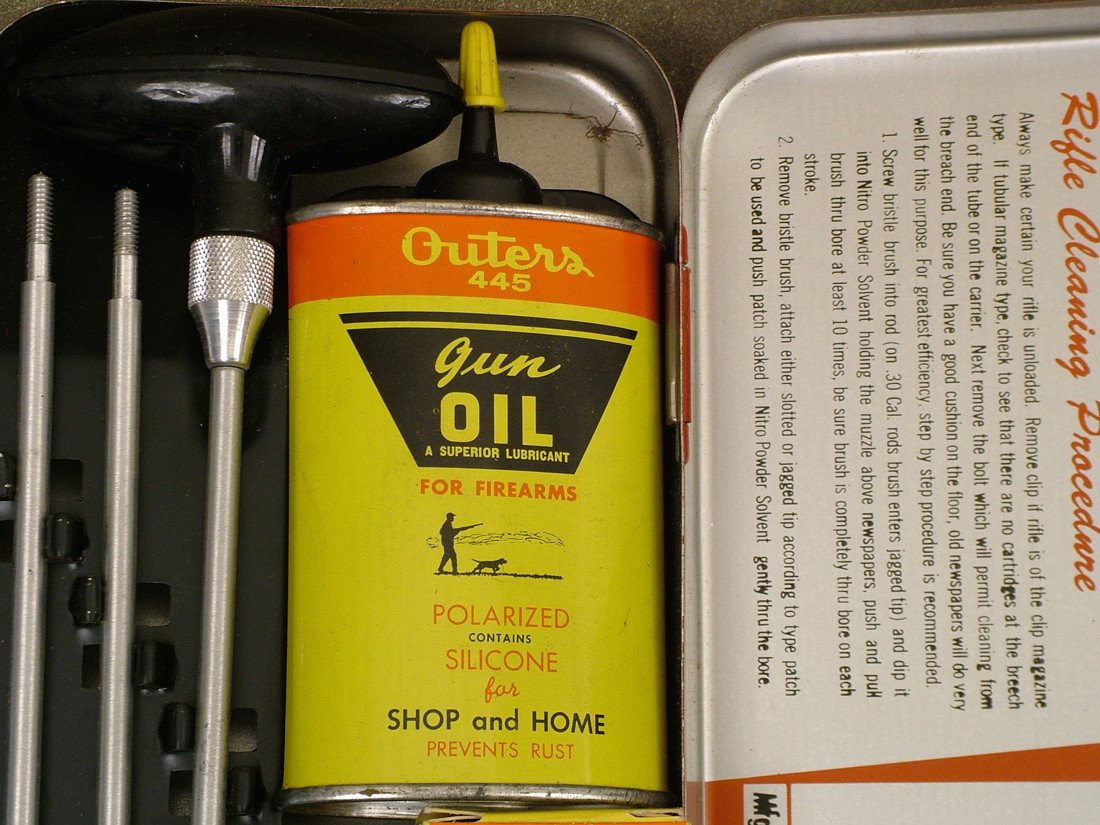 Outers
445
Gun
OIL
A SUPERIOR LUBRICANT
FOR FIREARMS
POLARIZED
CONTAINS
SILICONE
for
SHOP and HOME
PREVENTS RUST
Rifle Cleaning Procedure
Always make certain your rifle is unloaded. Remove clip if rifle is of the clip magazine
type. If tubular magazine type, check to see that there are no cartridges at the breech
end of the tube or on the carrier. Next remove the bolt which will permit cleaning from
the breach end. Be sure you have a good cushion on the floor, old newspapers will do very
well for this purpose. For greatest efficiency, step by step procedure is recommended.
1. Screw bristle brush into rod (on .30 Cal. rods brush enters jagged tip) and dip it
into Nitro Powder Solvent holding the muzzle above newspapers, push and pull
brush thru bore at least 10 times, be sure brush is completely thru bore on each
stroke.
2. Remove bristle brush, attach either slotted or jagged tip according to type patch
to be used and push patch soaked in Nitro Powder Solvent gently thru the bore.
Mfg